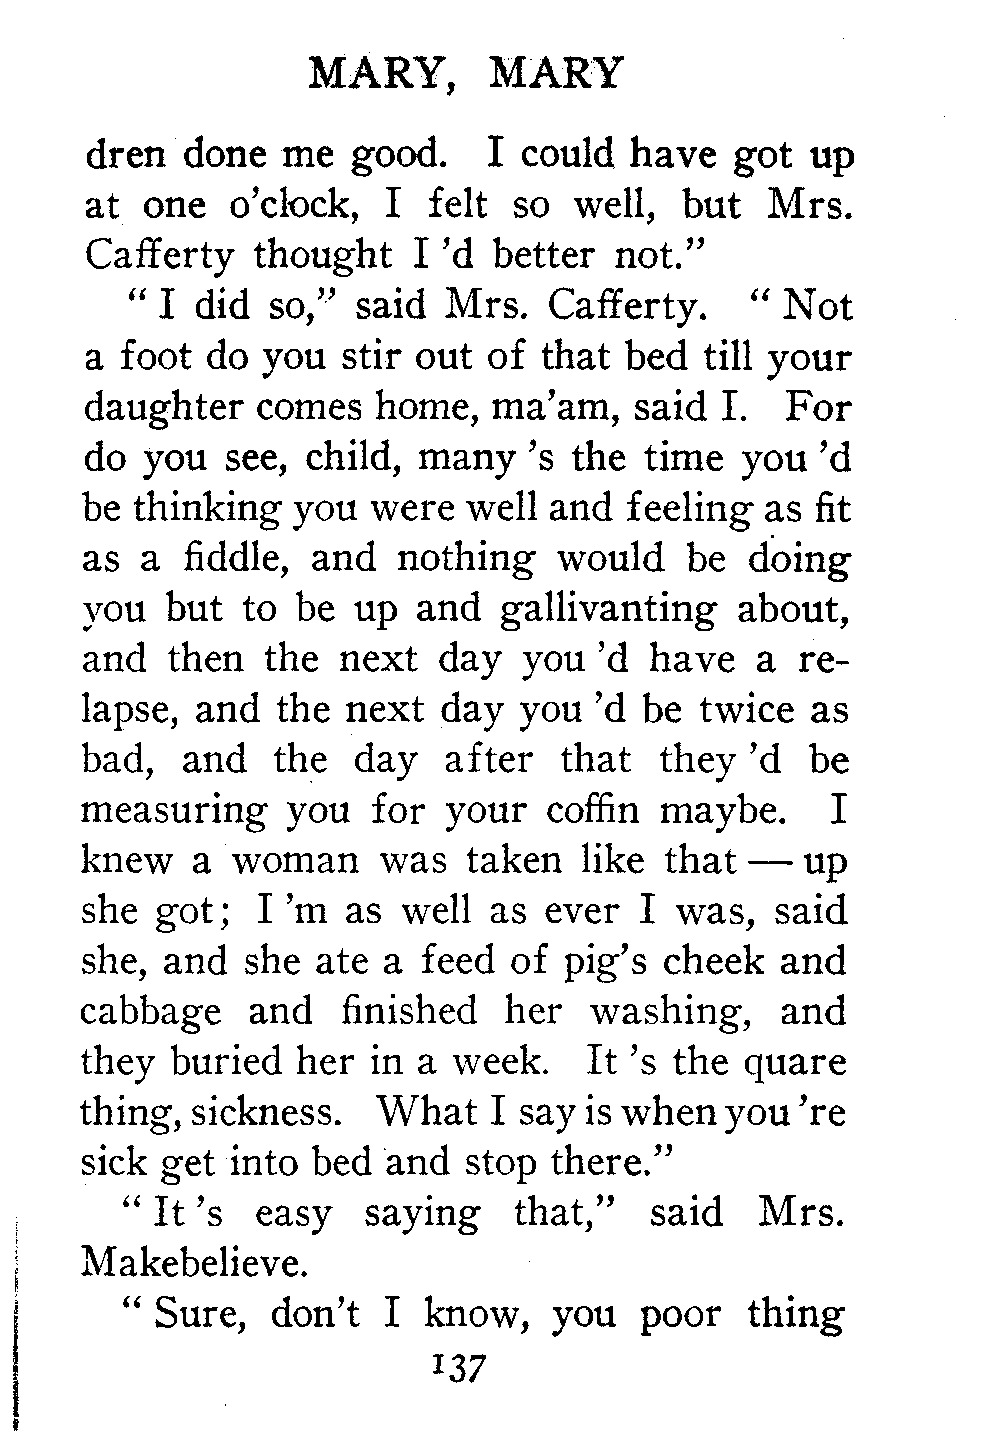 MARY, MARY
dren done me good. I could have got up
at one o'clock, I felt so well, but Mrs.
Cafferty thought I 'd better not.”
“ I did so,” said Mrs. Cafferty. “ Not
a foot do you stir out of that bed till your
daughter comes home, ma'am, said I. For
do you see, child, many 's the time you 'd
be thinking you were well and feeling as fit
as a fiddle, and nothing would be doing
you but to be up and gallivanting about,
and then the next day you 'd have a re-
lapse, and the next day you 'd be twice as
bad, and the day after that they 'd be
measuring you for your coffin maybe. I
knew a woman was taken like that — up
she got; I 'm as well as ever I was, said
she, and she ate a feed of pig's cheek and
cabbage and finished her washing, and
they buried her in a week. It 's the quare
thing, sickness. What I say is when you 're
sick get into bed and stop there.”
“ It 's easy saying that,” said Mrs.
Makebelieve.
“ Sure, don't I know, you poor thing
137